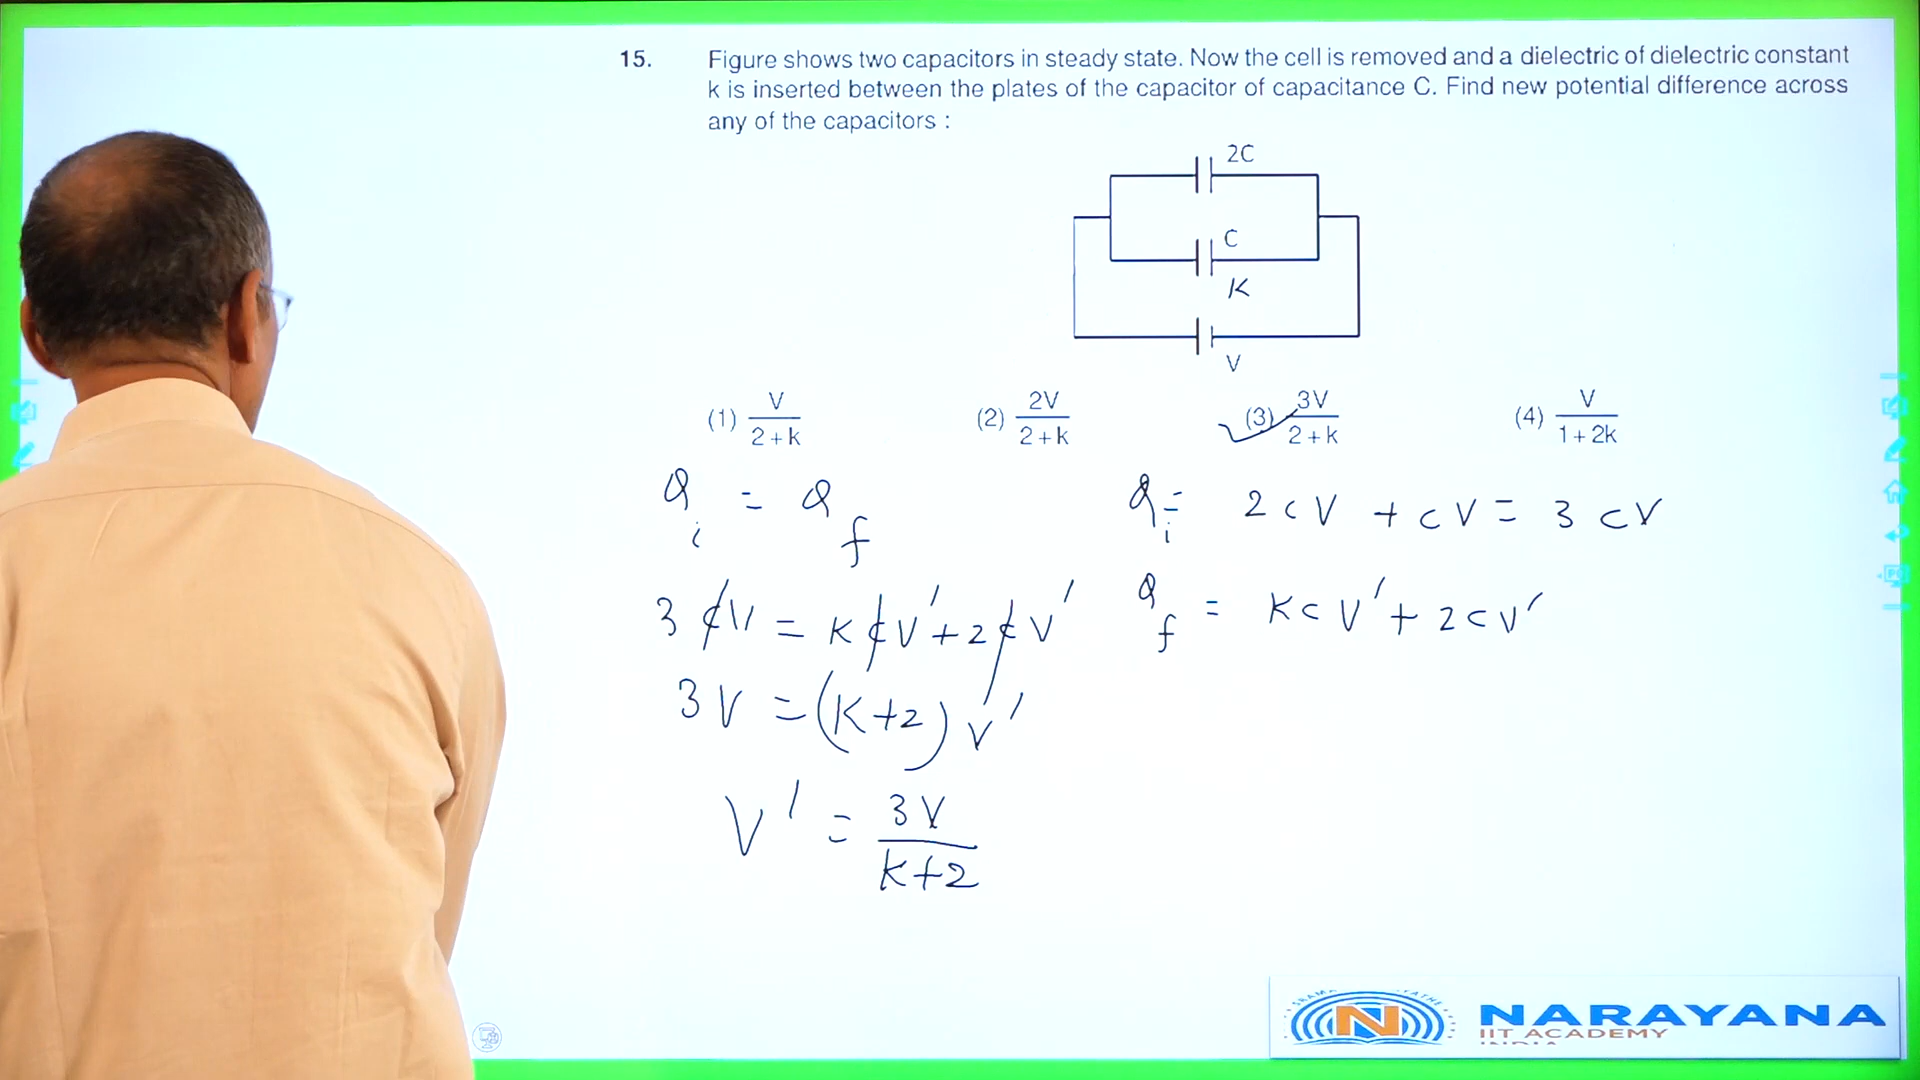 15. Figure shows two capacitors in steady state. Now the cell is removed and a dielectric of dielectric constant
k is inserted between the plates of the capacitor of capacitance C. Find new potential difference across
any of the capacitors :
2C
C
K
V
(1) V/(2+k) (2) 2V/(2+k) (3) 3V/(2+k) (4) V/(1+2k)
Q_i = Q_f
3CV = KCV' + 2CV'
3V = (K+2)V'
V' = 3V/(K+2)
Q_i = 2CV + CV = 3CV
Q_f = KCV' + 2CV'
N
NARAYANA
IIT ACADEMY
INDIA